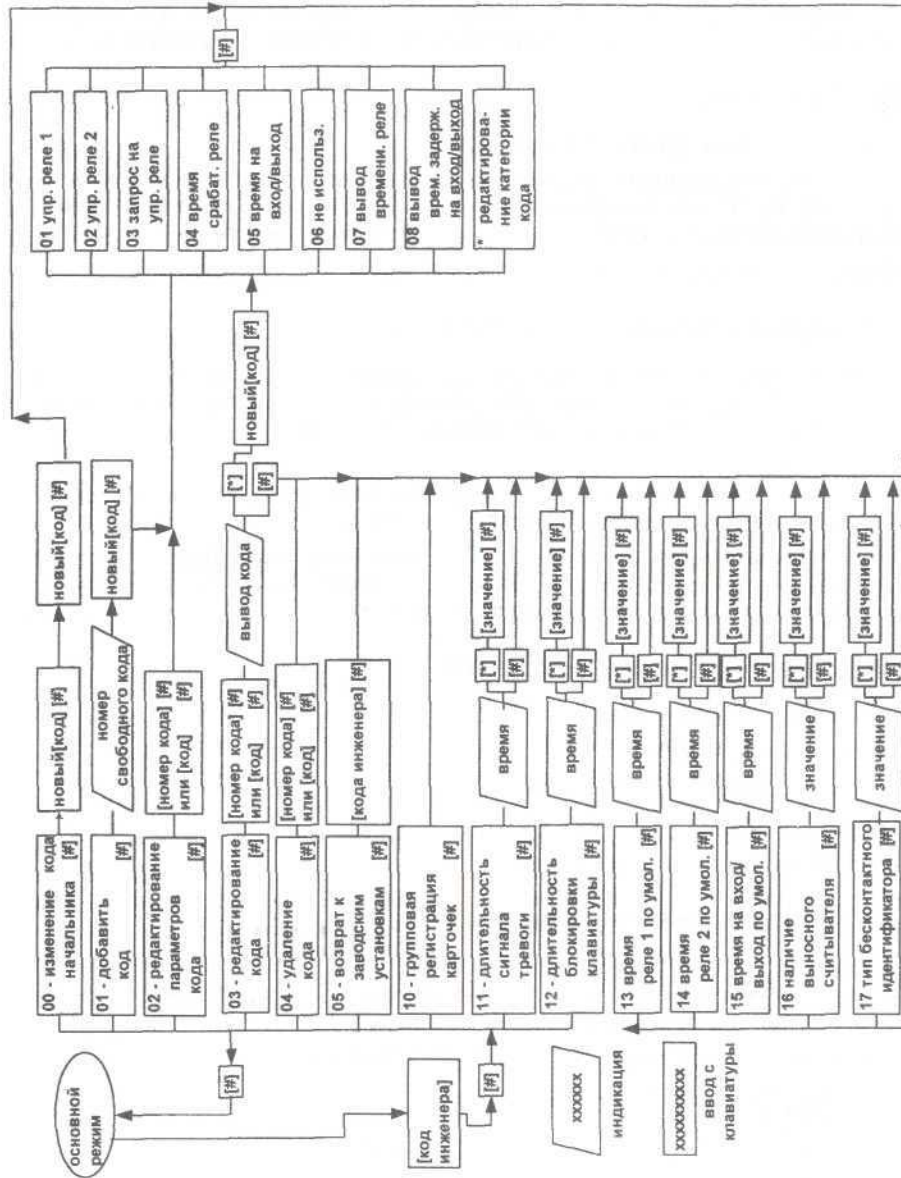 основной
режим
[#]
[код
инженера]
[#]
xxxxxx
индикация
xxxxxxxxxx
ввод с
клавиатуры
00 - изменение кода
начальника [#]
новый[код] [#]
новый[код] [#]
01 - добавить
код [#]
номер
свободного кода
новый[код] [#]
02 - редактирование
параметров
кода [#]
[номер кода] [#]
или [код] [#]
03 - редактирование
кода [#]
[номер кода] [#]
или [код] [#]
вывод кода
[*]
[#]
новый[код] [#]
04 - удаление
кода [#]
[номер кода] [#]
или [код] [#]
05 - возврат к
заводским
установкам
[кода инженера] [#]
10 - групповая
регистрация
карточек
11 - длительность
сигнала
тревоги [#]
время
[*]
[#]
[значение] [#]
12 - длительность
блокировки
клавиатуры [#]
время
[*]
[#]
[значение] [#]
13 время
реле 1 по умол. [#]
время
[*]
[#]
[значение] [#]
14 время
реле 2 по умол. [#]
время
[*]
[#]
[значение] [#]
15 время на вход/
выход по умол. [#]
время
[*]
[#]
[значение] [#]
16 наличие
выносного
считывателя [#]
значение
[*]
[#]
[значение] [#]
17 тип бесконтактного
идентификатора [#]
значение
[*]
[#]
[значение] [#]
01 упр. реле 1
02 упр. реле 2
03 запрос на
упр. реле
04 время
срабат. реле
05 время на
вход/выход
06 не использ.
07 вывод
времени. реле
08 вывод
врем. задерж.
на вход/выход
* редактирова-
ние категории
кода
[#]